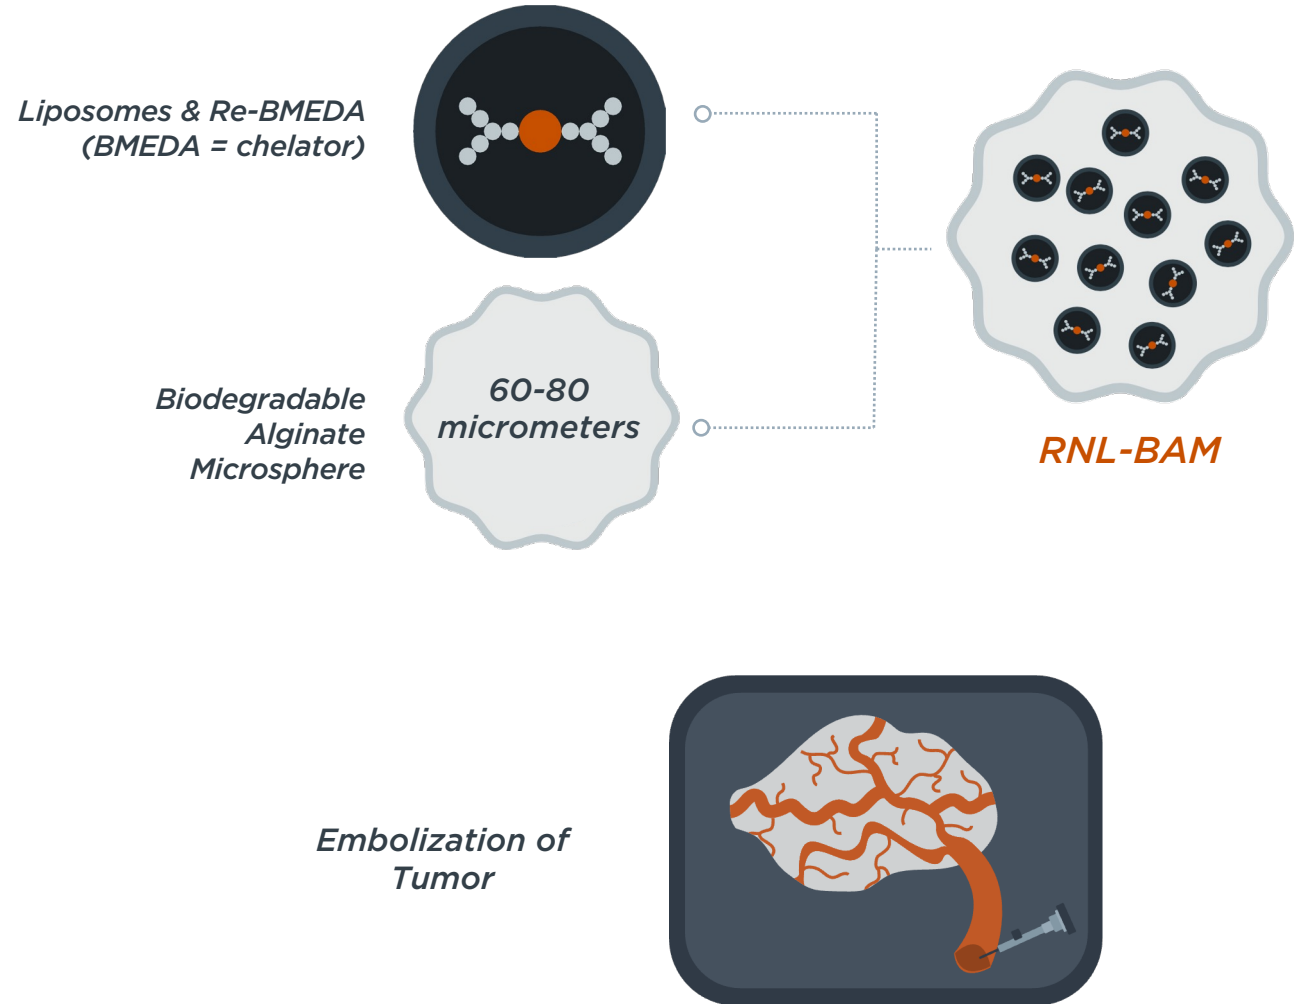 Liposomes & Re-BMEDA
(BMEDA = chelator)
Biodegradable
Alginate
Microsphere
60-80
micrometers
RNL-BAM
Embolization of
Tumor